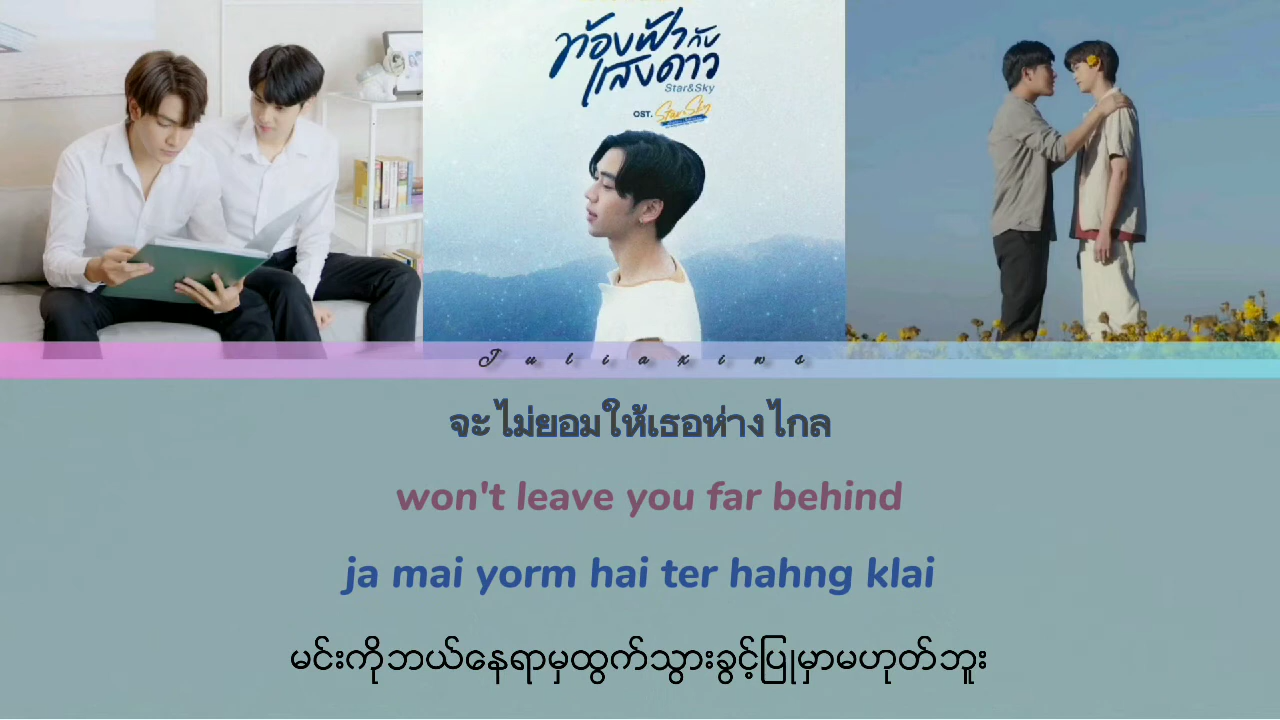 ท้องฟ้ากับ
แสงดาว
Star&Sky
OST. Star Sky
Juliaxins
จะไม่ยอมให้เธอห่างไกล
won't leave you far behind
ja mai yorm hai ter hahng klai
မင်းကိုဘယ်နေရာမှထွက်သွားခွင့်ပြုမှာမဟုတ်ဘူး